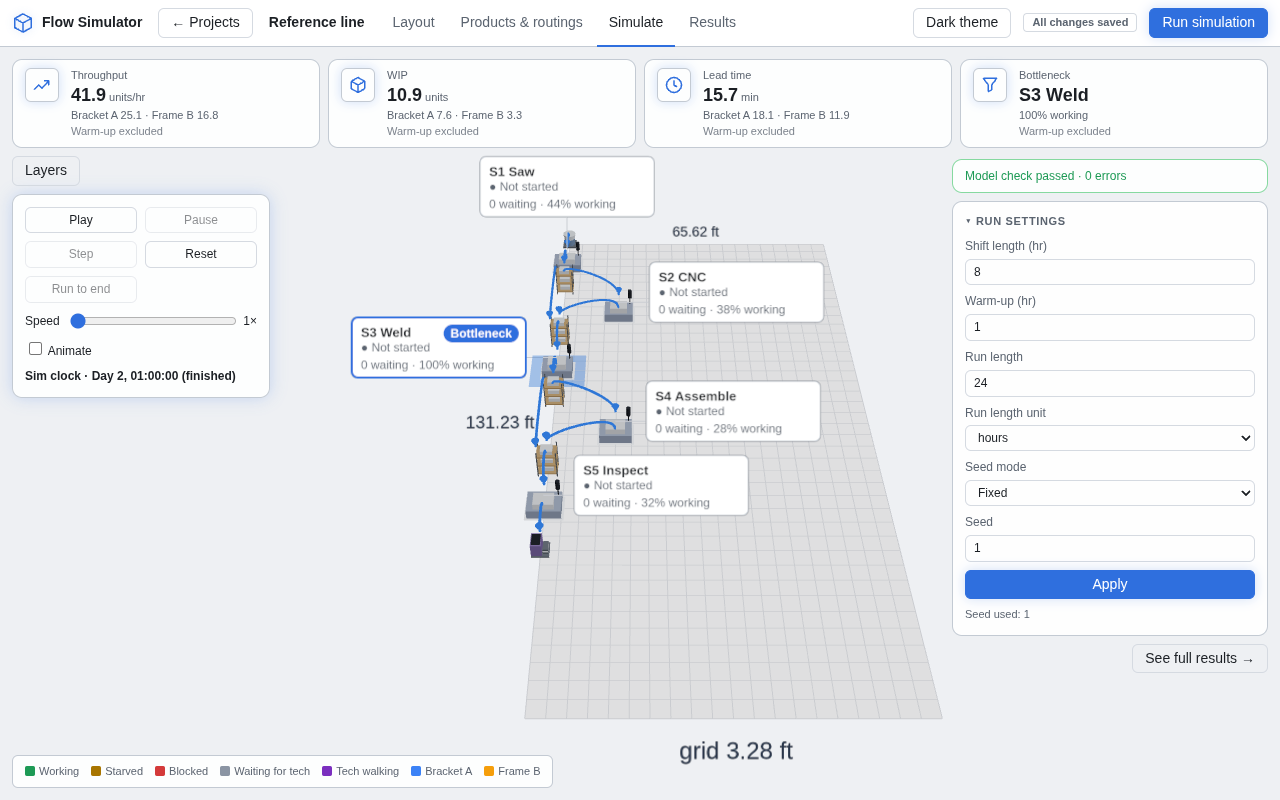 Flow Simulator
← Projects
Reference line
Layout
Products & routings
Simulate
Results
Dark theme
All changes saved
Run simulation
Throughput
41.9 units/hr
Bracket A 25.1 · Frame B 16.8
Warm-up excluded
WIP
10.9 units
Bracket A 7.6 · Frame B 3.3
Warm-up excluded
Lead time
15.7 min
Bracket A 18.1 · Frame B 11.9
Warm-up excluded
Bottleneck
S3 Weld
100% working
Warm-up excluded
Layers
Play
Pause
Step
Reset
Run to end
Speed
1×
Animate
Sim clock · Day 2, 01:00:00 (finished)
S1 Saw
● Not started
0 waiting · 44% working
65.62 ft
S2 CNC
● Not started
0 waiting · 38% working
S3 Weld
Bottleneck
● Not started
0 waiting · 100% working
S4 Assemble
● Not started
0 waiting · 28% working
131.23 ft
S5 Inspect
● Not started
0 waiting · 32% working
grid 3.28 ft
Model check passed · 0 errors
▾ RUN SETTINGS
Shift length (hr)
8
Warm-up (hr)
1
Run length
24
Run length unit
hours
Seed mode
Fixed
Seed
1
Apply
Seed used: 1
See full results →
Working
Starved
Blocked
Waiting for tech
Tech walking
Bracket A
Frame B